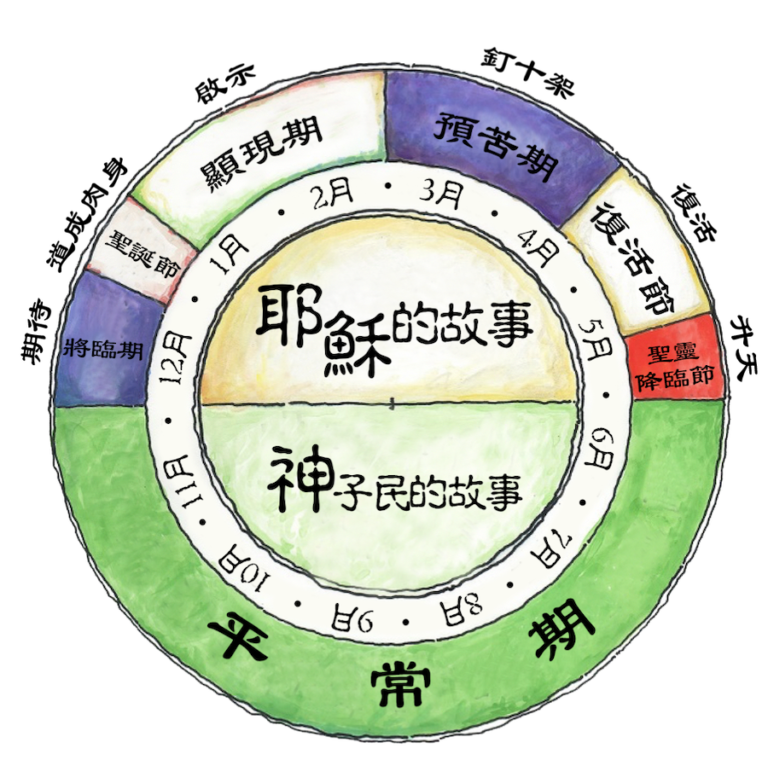 期待
道成肉身
啟示
釘十架
復活
升天
將臨期
聖誕節
顯現期
預苦期
復活節
聖靈
降臨節
平常期
1月
2月
3月
4月
5月
6月
7月
8月
9月
10月
11月
12月
耶穌的故事
神子民的故事